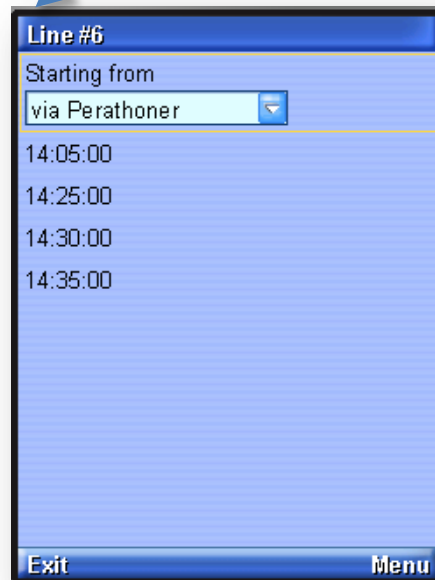 Line #6
Starting from
via Perathoner
14:05:00
14:25:00
14:30:00
14:35:00
Exit Menu